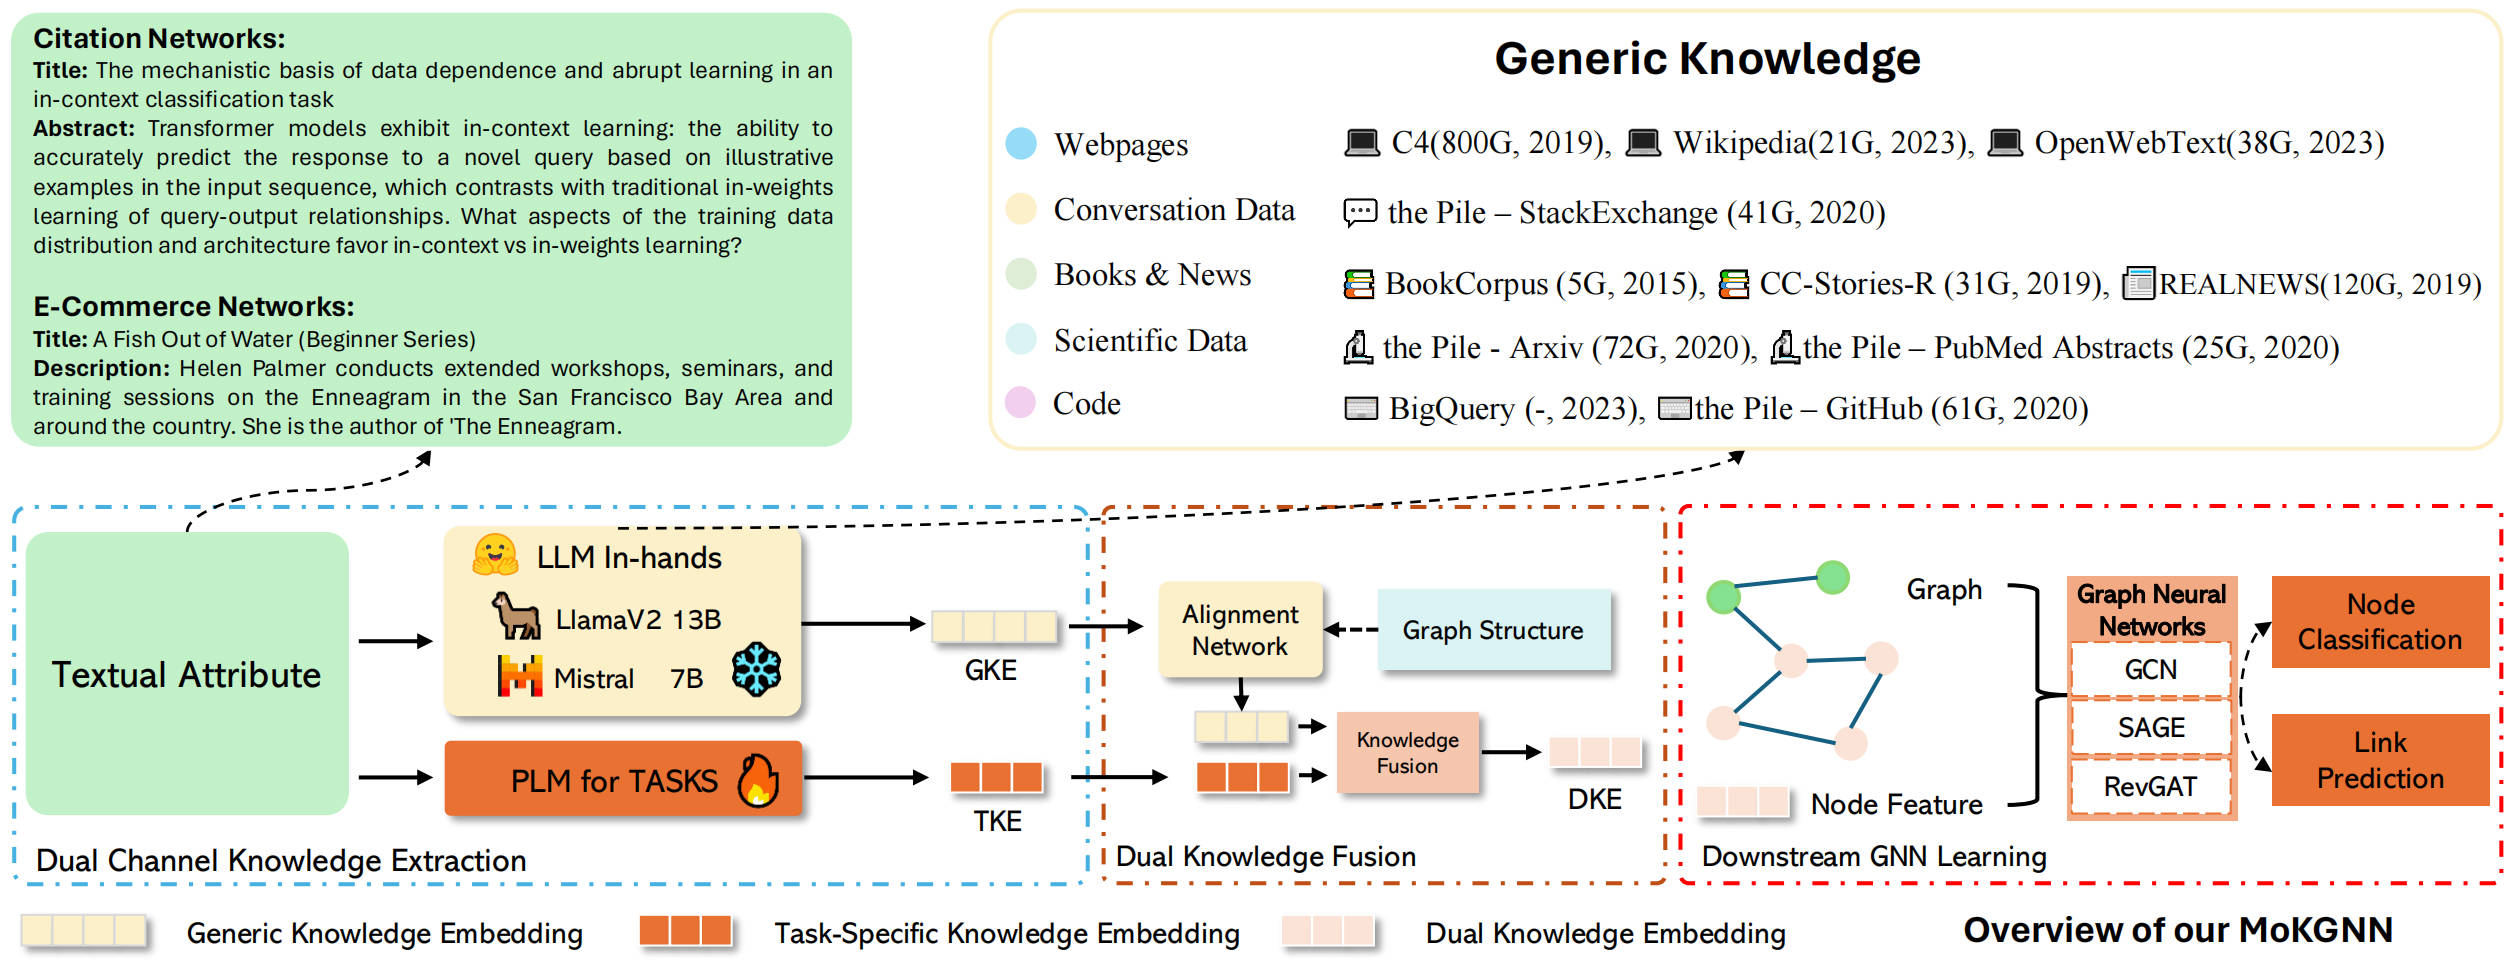 Citation Networks:
Title: The mechanistic basis of data dependence and abrupt learning in an
in-context classification task
Abstract: Transformer models exhibit in-context learning: the ability to
accurately predict the response to a novel query based on illustrative
examples in the input sequence, which contrasts with traditional in-weights
learning of query-output relationships. What aspects of the training data
distribution and architecture favor in-context vs in-weights learning?
E-Commerce Networks:
Title: A Fish Out of Water (Beginner Series)
Description: Helen Palmer conducts extended workshops, seminars, and
training sessions on the Enneagram in the San Francisco Bay Area and
around the country. She is the author of 'The Enneagram.
Generic Knowledge
Webpages C4(800G, 2019), Wikipedia(21G, 2023), OpenWebText(38G, 2023)
Conversation Data the Pile – StackExchange (41G, 2020)
Books & News BookCorpus (5G, 2015), CC-Stories-R (31G, 2019), REALNEWS(120G, 2019)
Scientific Data the Pile - Arxiv (72G, 2020), the Pile – PubMed Abstracts (25G, 2020)
Code BigQuery (-, 2023), the Pile – GitHub (61G, 2020)
Textual Attribute
LLM In-hands
LlamaV2 13B
Mistral 7B
PLM for TASKS
GKE
TKE
Dual Channel Knowledge Extraction
Alignment
Network
Graph Structure
Knowledge
Fusion
DKE
Dual Knowledge Fusion
Graph
Node Feature
Graph Neural
Networks
GCN
SAGE
RevGAT
Node
Classification
Link
Prediction
Downstream GNN Learning
Generic Knowledge Embedding
Task-Specific Knowledge Embedding
Dual Knowledge Embedding
Overview of our MoKGNN